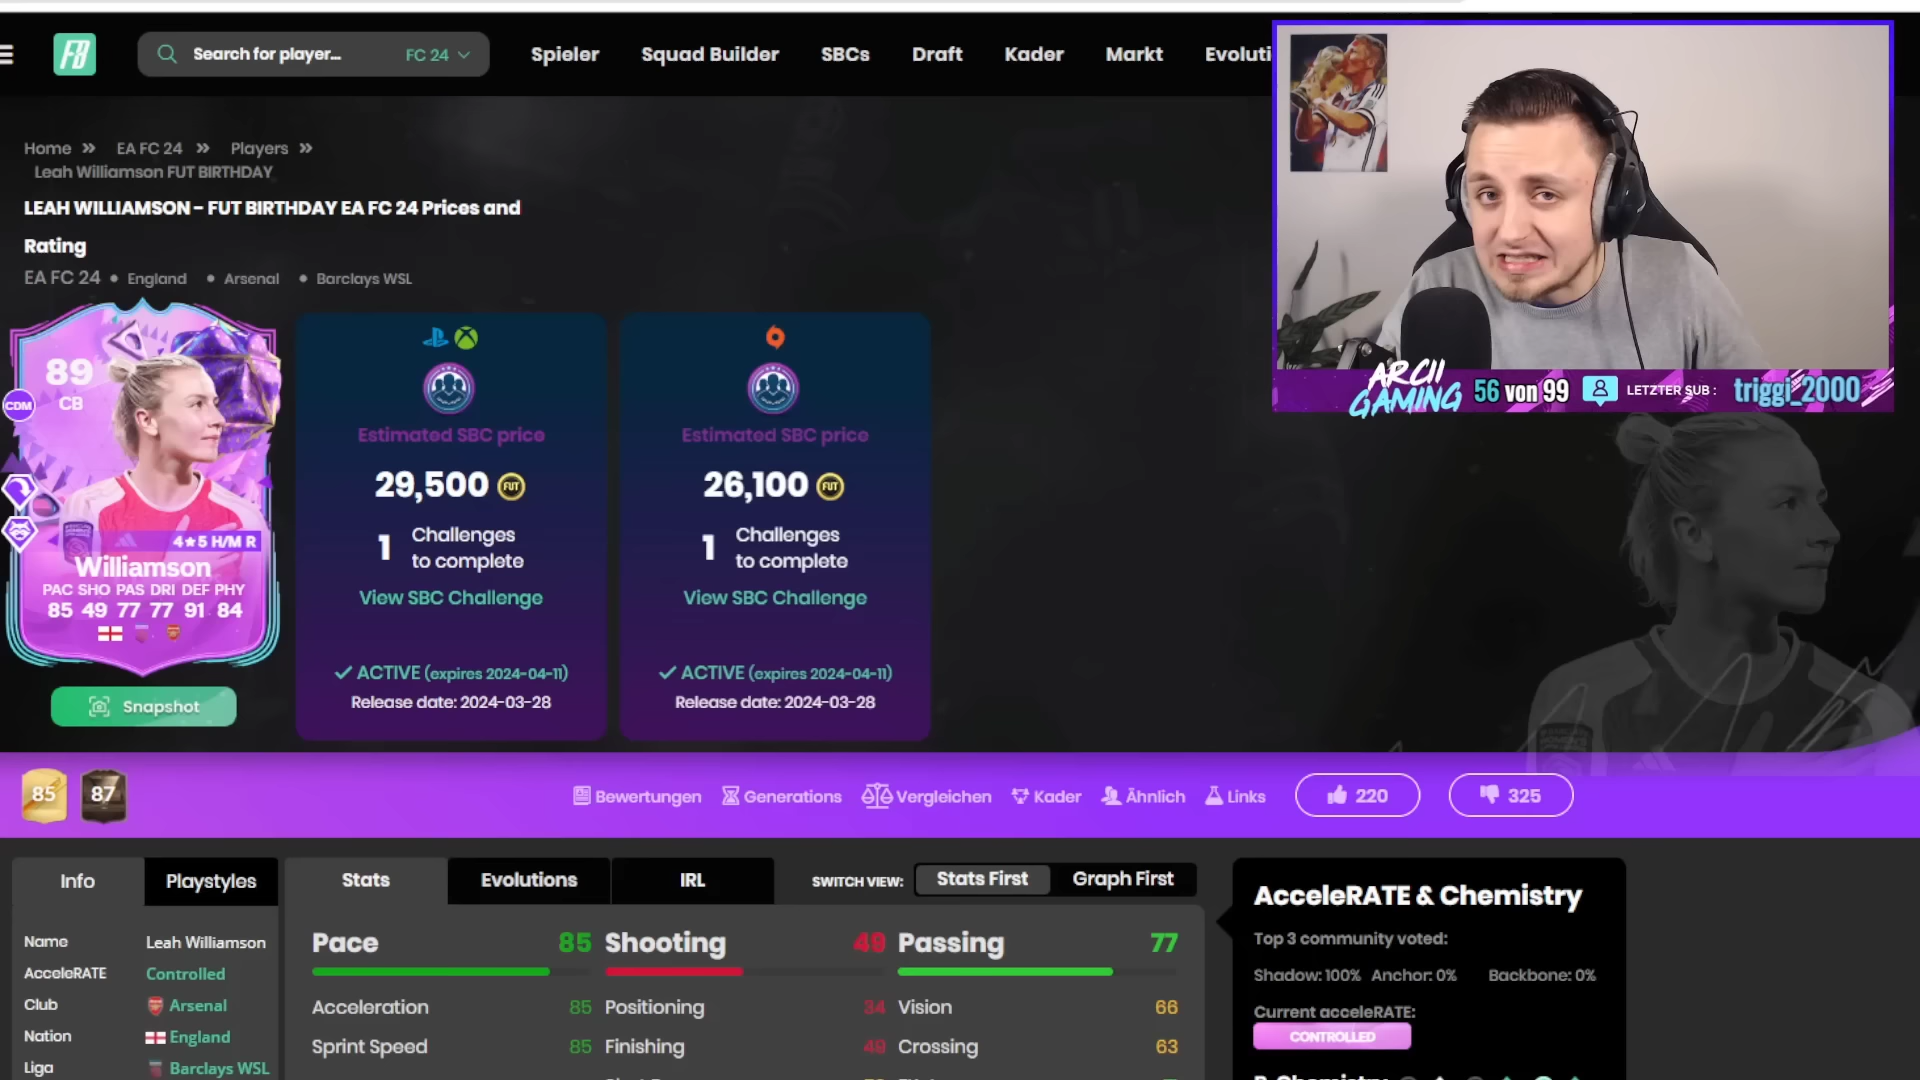 Search for player...
FC 24
Spieler
Squad Builder
SBCs
Draft
Kader
Markt
Evoluti
Home » EA FC 24 » Players »
Leah Williamson FUT BIRTHDAY
LEAH WILLIAMSON - FUT BIRTHDAY EA FC 24 Prices and
Rating
EA FC 24 • England • Arsenal • Barclays WSL
89
CB
CDM
4★5 H/M R
Williamson
PAC SHO PAS DRI DEF PHY
85 49 77 77 91 84
Snapshot
Estimated SBC price
29,500 FUT
1 Challenges
to complete
View SBC Challenge
ACTIVE (expires 2024-04-11)
Release date: 2024-03-28
Estimated SBC price
26,100 FUT
1 Challenges
to complete
View SBC Challenge
ACTIVE (expires 2024-04-11)
Release date: 2024-03-28
ARCII
GAMING
56 von 99
LETZTER SUB :
triggi_2000
85
87
Bewertungen
Generations
Vergleichen
Kader
Ähnlich
Links
220
325
Info
Playstyles
Name Leah Williamson
AcceleRATE Controlled
Club Arsenal
Nation England
Liga Barclays WSL
Stats
Evolutions
IRL
SWITCH VIEW:
Stats First
Graph First
Pace 85
Acceleration 85
Sprint Speed 85
Shooting 49
Positioning 34
Finishing 49
Passing 77
Vision 66
Crossing 63
AcceleRATE & Chemistry
Top 3 community voted:
Shadow: 100% Anchor: 0% Backbone: 0%
Current acceleRATE:
CONTROLLED